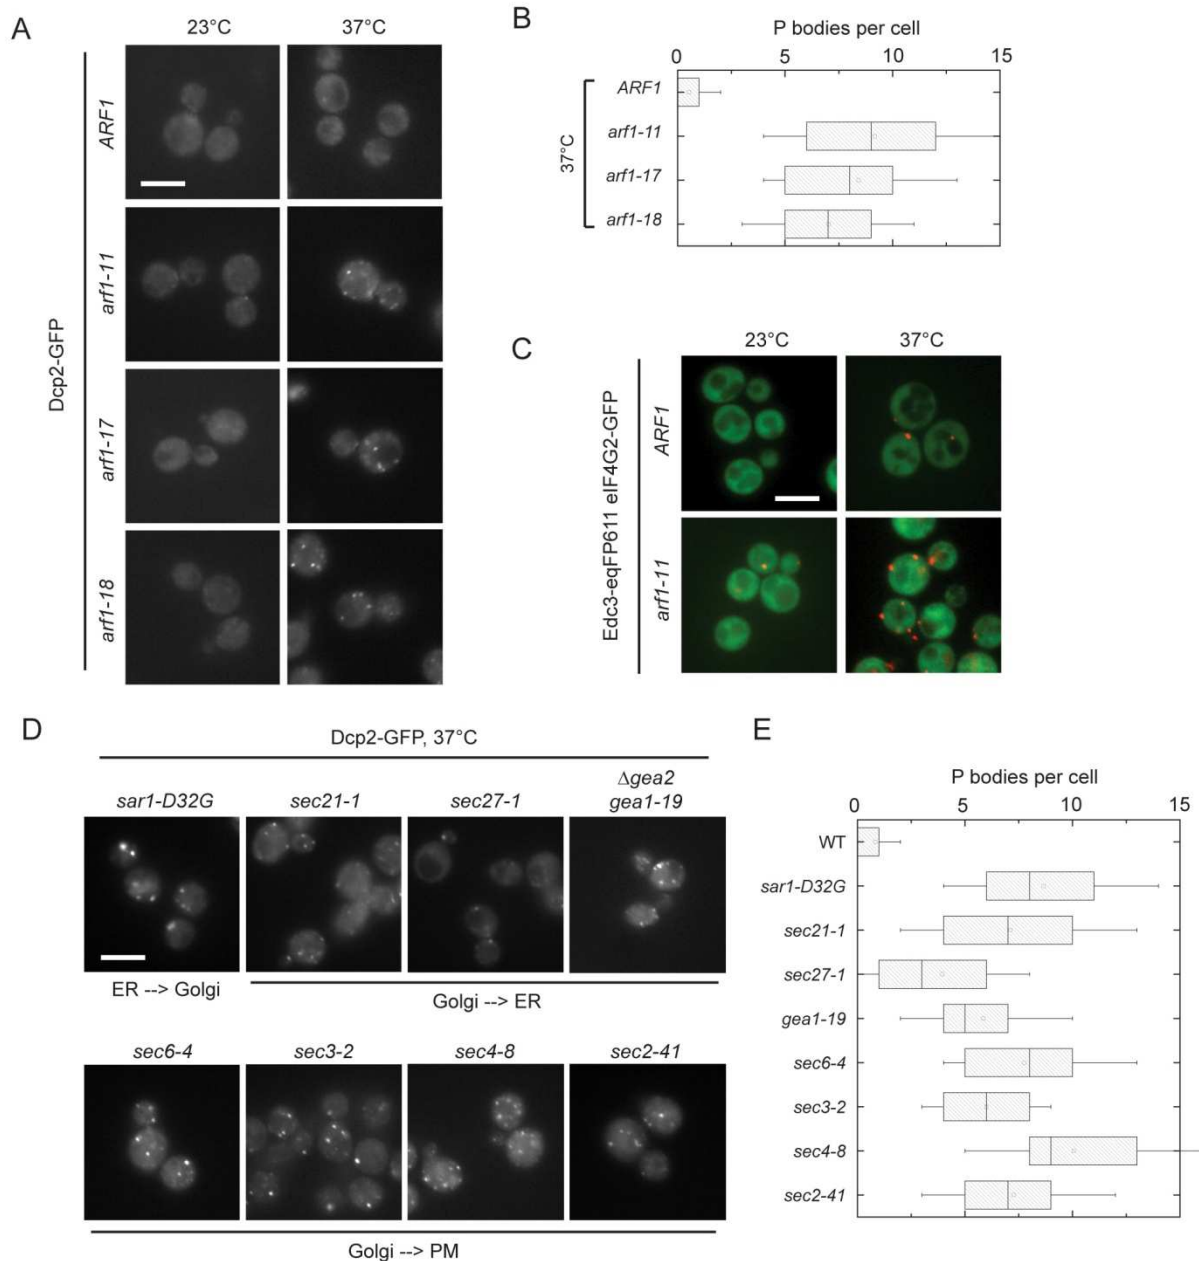 A
23°C 37°C
Dcp2-GFP
ARF1
arf1-11
arf1-17
arf1-18
B
P bodies per cell
0 5 10 15
37°C
ARF1
arf1-11
arf1-17
arf1-18
C
23°C 37°C
Edc3-eqFP611 eIF4G2-GFP
ARF1
arf1-11
D
Dcp2-GFP, 37°C
sar1-D32G sec21-1 sec27-1 Δgea2
gea1-19
ER --> Golgi
Golgi --> ER
sec6-4 sec3-2 sec4-8 sec2-41
Golgi --> PM
E
P bodies per cell
0 5 10 15
WT
sar1-D32G
sec21-1
sec27-1
gea1-19
sec6-4
sec3-2
sec4-8
sec2-41